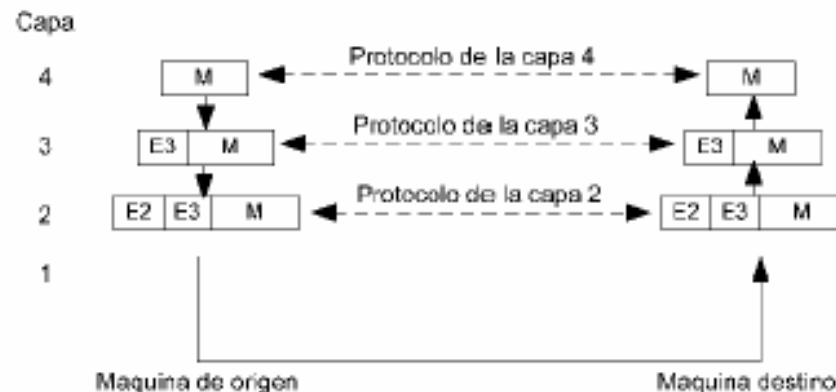 Capa
4 M Protocolo de la capa 4 M
3 E3 M Protocolo de la capa 3 E3 M
2 E2 E3 M Protocolo de la capa 2 E2 E3 M
1
Maquina de origen Maquina destino